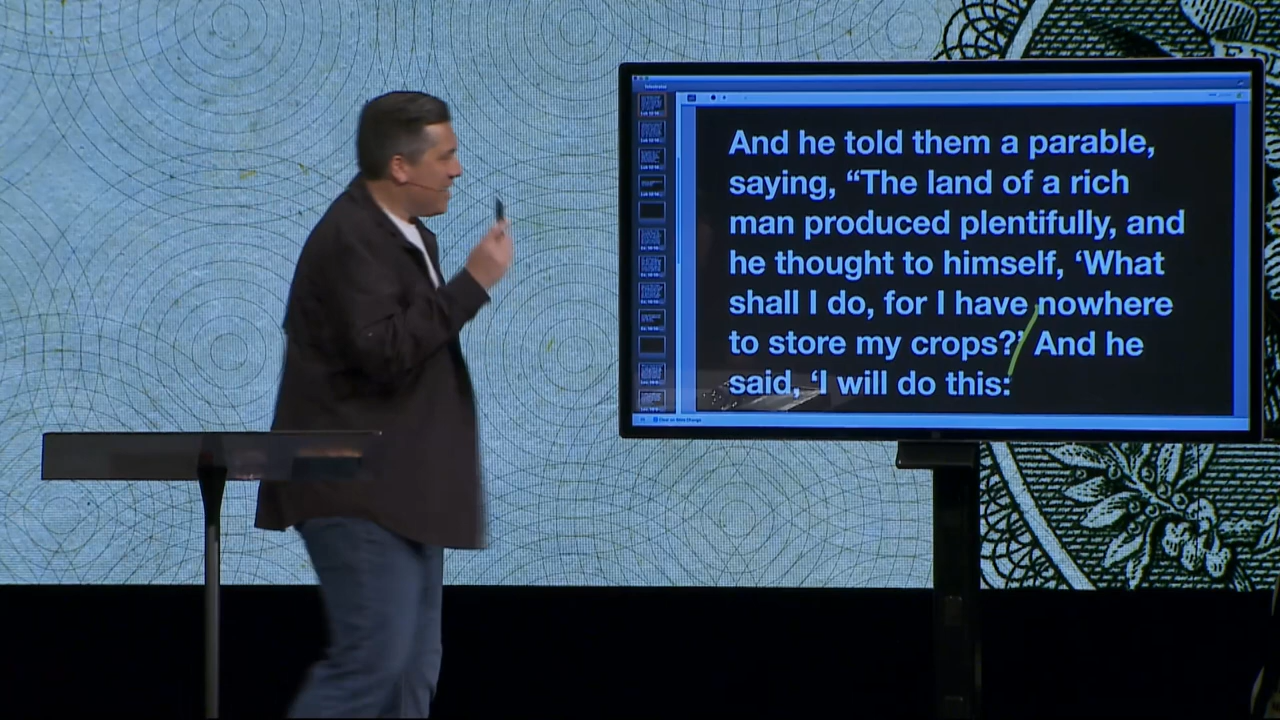 And he told them a parable,
saying, “The land of a rich
man produced plentifully, and
he thought to himself, ‘What
shall I do, for I have nowhere
to store my crops?’ And he
said, ‘I will do this: